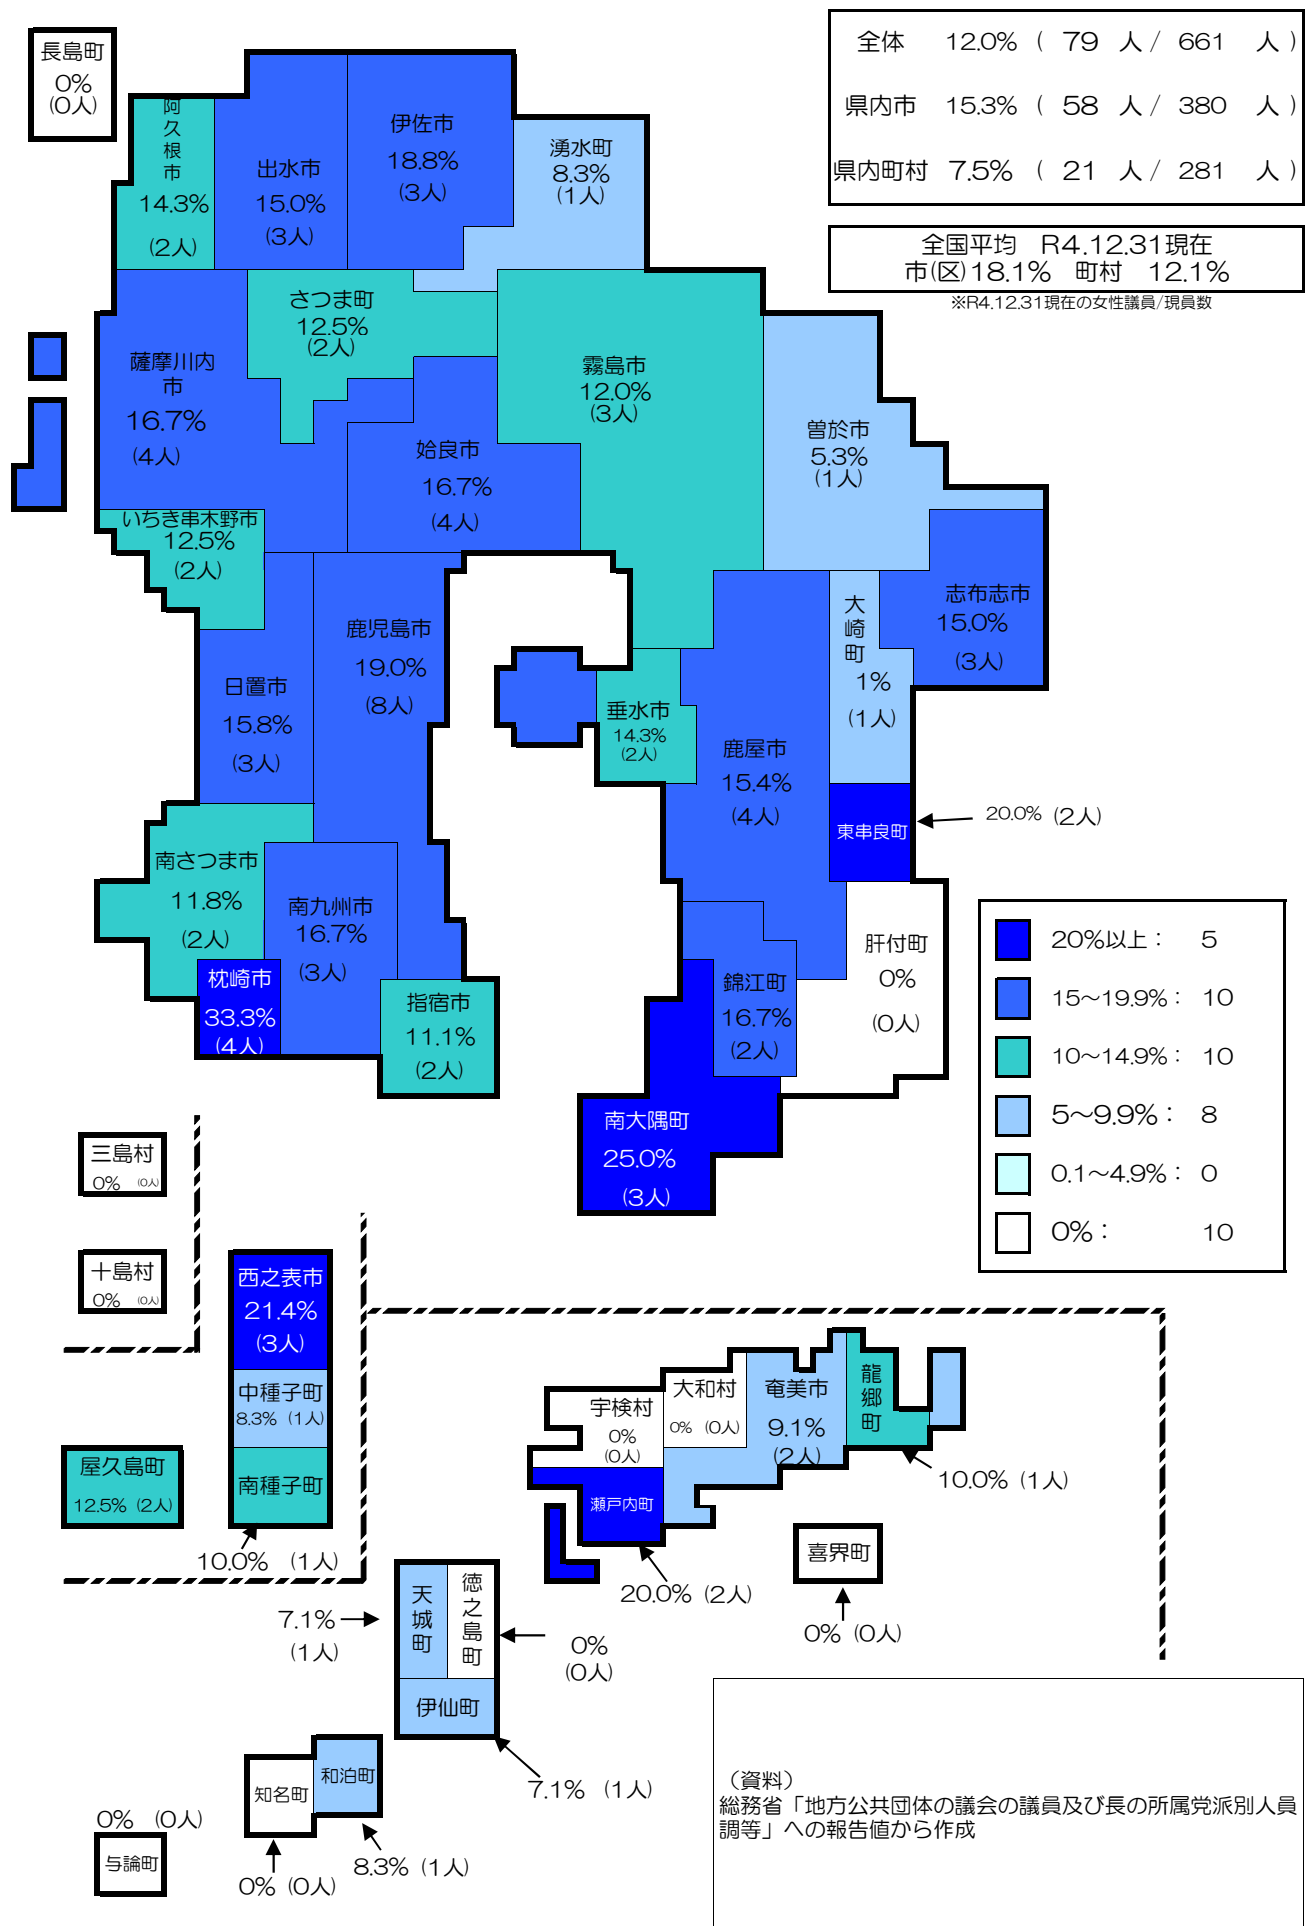 全体 12.0% ( 79 人 / 661 人 )
県内市 15.3% ( 58 人 / 380 人 )
県内町村 7.5% ( 21 人 / 281 人 )
全国平均 R4.12.31現在
市(区)18.1% 町村 12.1%
※R4.12.31現在の女性議員/現員数
長島町
0%
(0人)
阿久根市
14.3%
(2人)
出水市
15.0%
(3人)
伊佐市
18.8%
(3人)
湧水町
8.3%
(1人)
さつま町
12.5%
(2人)
薩摩川内
市
16.7%
(4人)
霧島市
12.0%
(3人)
姶良市
16.7%
(4人)
曽於市
5.3%
(1人)
いちき串木野市
12.5%
(2人)
鹿児島市
19.0%
(8人)
日置市
15.8%
(3人)
大崎町
1%
(1人)
志布志市
15.0%
(3人)
垂水市
14.3%
(2人)
鹿屋市
15.4%
(4人)
東串良町
20.0% (2人)
南さつま市
11.8%
(2人)
南九州市
16.7%
(3人)
枕崎市
33.3%
(4人)
指宿市
11.1%
(2人)
肝付町
0%
(0人)
錦江町
16.7%
(2人)
南大隅町
25.0%
(3人)
20%以上： 5
15～19.9%： 10
10～14.9%： 10
5～9.9%： 8
0.1～4.9%： 0
0%： 10
三島村
0% (0人)
十島村
0% (0人)
西之表市
21.4%
(3人)
中種子町
8.3% (1人)
南種子町
10.0% (1人)
屋久島町
12.5% (2人)
宇検村
0%
(0人)
大和村
0% (0人)
奄美市
9.1%
(2人)
龍郷町
10.0% (1人)
瀬戸内町
20.0% (2人)
喜界町
0% (0人)
天城町
7.1%
(1人)
徳之島町
0%
(0人)
伊仙町
7.1% (1人)
和泊町
8.3% (1人)
知名町
0% (0人)
0% (0人)
与論町
（資料）
総務省「地方公共団体の議会の議員及び長の所属党派別人員
調等」への報告値から作成